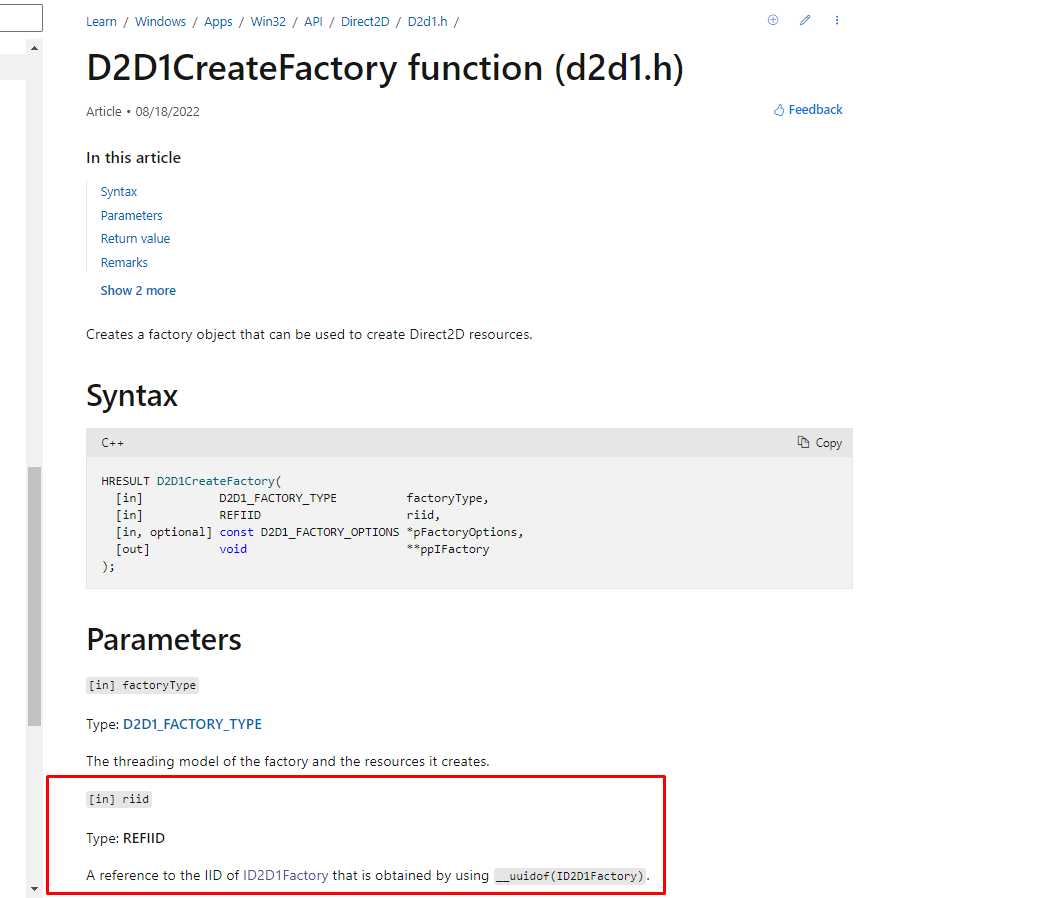 Learn / Windows / Apps / Win32 / API / Direct2D / D2d1.h /
D2D1CreateFactory function (d2d1.h)
Article • 08/18/2022
Feedback
In this article
Syntax
Parameters
Return value
Remarks
Show 2 more
Creates a factory object that can be used to create Direct2D resources.
Syntax
C++
Copy
HRESULT D2D1CreateFactory(
  [in]           D2D1_FACTORY_TYPE          factoryType,
  [in]           REFIID                     riid,
  [in, optional] const D2D1_FACTORY_OPTIONS *pFactoryOptions,
  [out]          void                       **ppIFactory
);
Parameters
[in] factoryType
Type: D2D1_FACTORY_TYPE
The threading model of the factory and the resources it creates.
[in] riid
Type: REFIID
A reference to the IID of ID2D1Factory that is obtained by using __uuidof(ID2D1Factory).